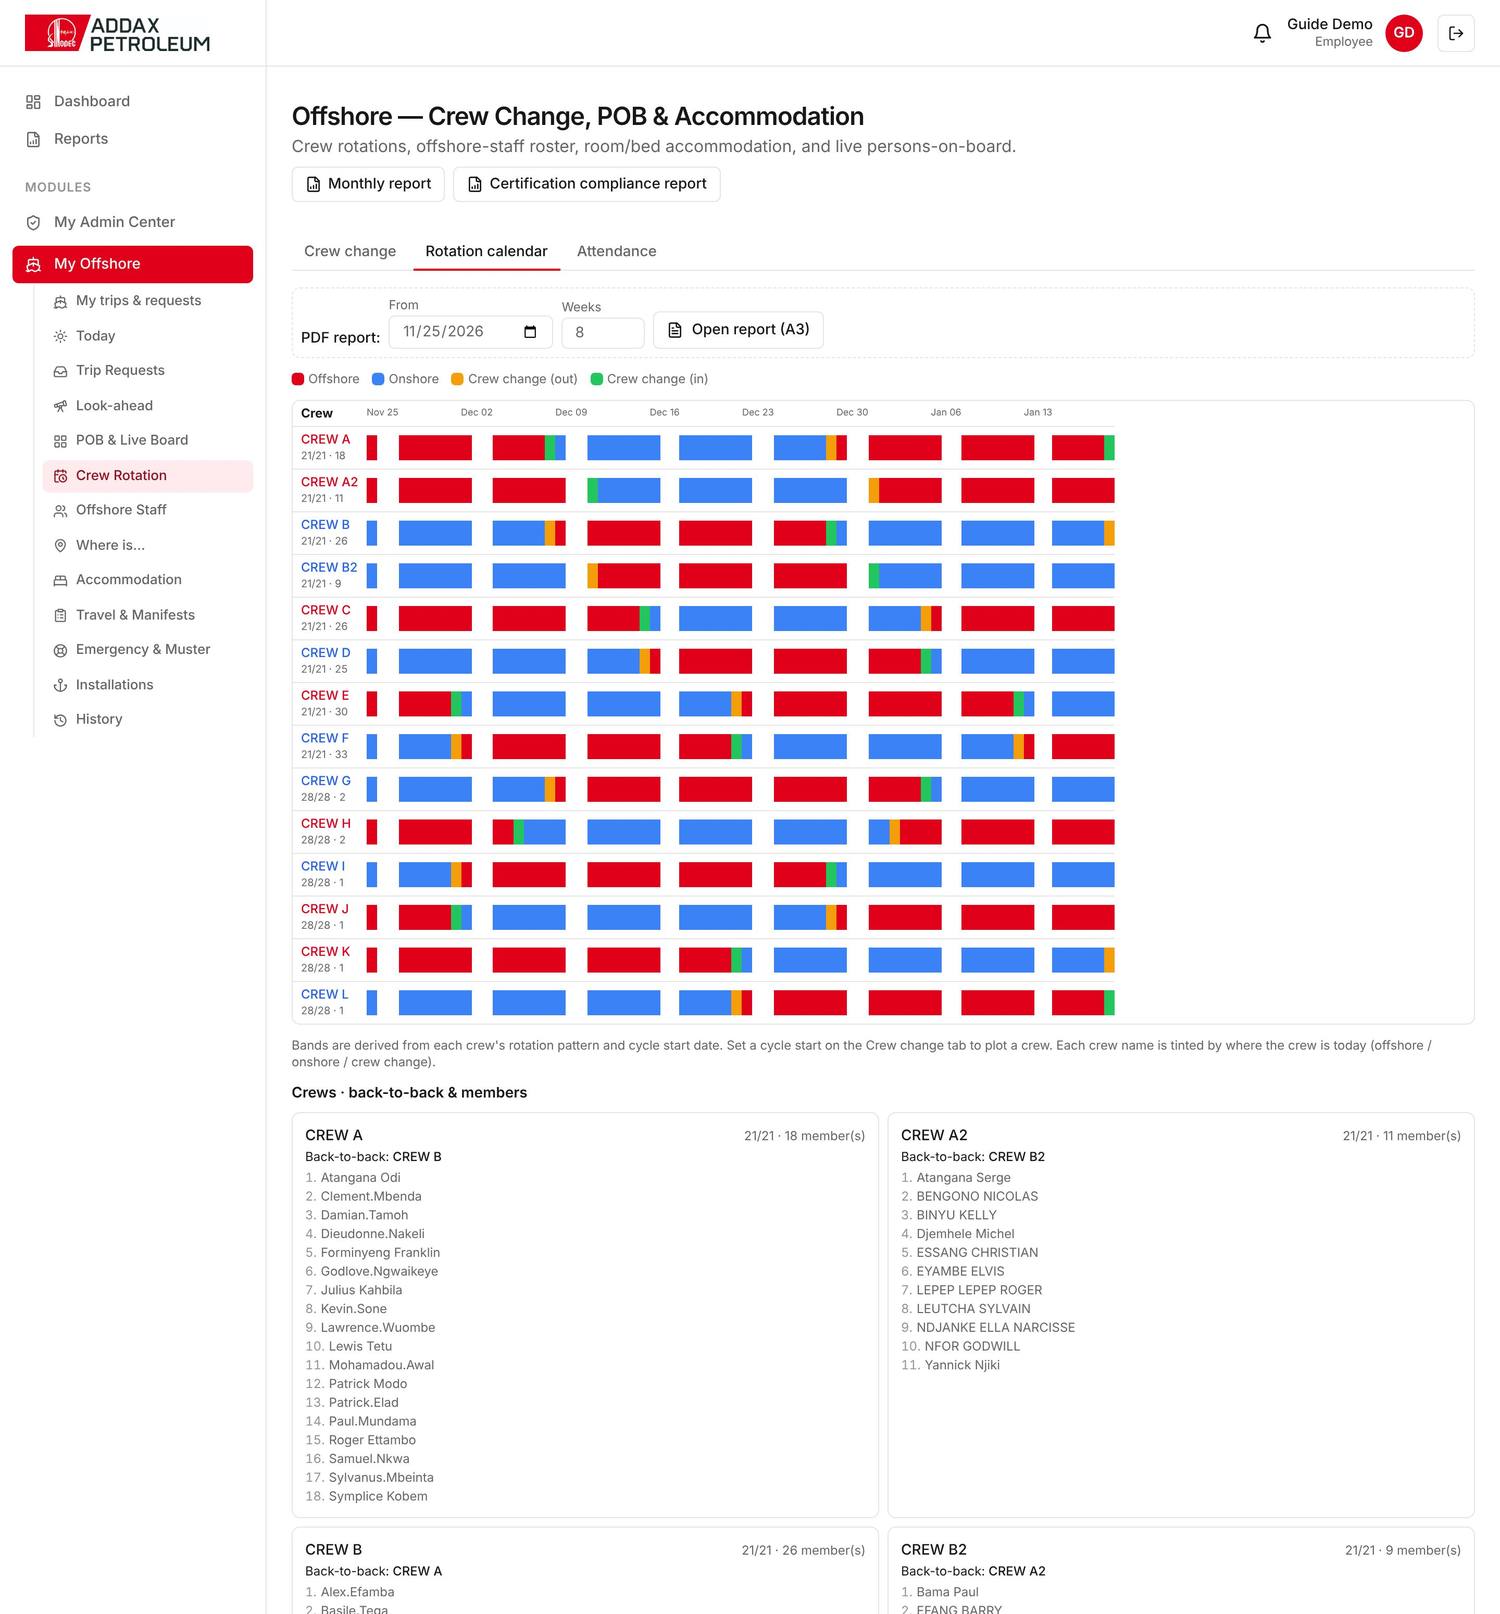 ADDAX
PETROLEUM
SINOPEC
Guide Demo
Employee
GD
Dashboard
Reports
MODULES
My Admin Center
My Offshore
My trips & requests
Today
Trip Requests
Look-ahead
POB & Live Board
Crew Rotation
Offshore Staff
Where is...
Accommodation
Travel & Manifests
Emergency & Muster
Installations
History
Offshore — Crew Change, POB & Accommodation
Crew rotations, offshore-staff roster, room/bed accommodation, and live persons-on-board.
Monthly report
Certification compliance report
Crew change
Rotation calendar
Attendance
PDF report:
From
11/25/2026
Weeks
8
Open report (A3)
Offshore
Onshore
Crew change (out)
Crew change (in)
Crew
Nov 25
Dec 02
Dec 09
Dec 16
Dec 23
Dec 30
Jan 06
Jan 13
CREW A
21/21 · 18
CREW A2
21/21 · 11
CREW B
21/21 · 26
CREW B2
21/21 · 9
CREW C
21/21 · 26
CREW D
21/21 · 25
CREW E
21/21 · 30
CREW F
21/21 · 33
CREW G
28/28 · 2
CREW H
28/28 · 2
CREW I
28/28 · 1
CREW J
28/28 · 1
CREW K
28/28 · 1
CREW L
28/28 · 1
Bands are derived from each crew's rotation pattern and cycle start date. Set a cycle start on the Crew change tab to plot a crew. Each crew name is tinted by where the crew is today (offshore /
onshore / crew change).
Crews · back-to-back & members
CREW A
21/21 · 18 member(s)
Back-to-back: CREW B
1. Atangana Odi
2. Clement.Mbenda
3. Damian.Tamoh
4. Dieudonne.Nakeli
5. Forminyeng Franklin
6. Godlove.Ngwaikeye
7. Julius Kahbila
8. Kevin.Sone
9. Lawrence.Wuombe
10. Lewis Tetu
11. Mohamadou.Awal
12. Patrick Modo
13. Patrick.Elad
14. Paul.Mundama
15. Roger Ettambo
16. Samuel.Nkwa
17. Sylvanus.Mbeinta
18. Symplice Kobem
CREW A2
21/21 · 11 member(s)
Back-to-back: CREW B2
1. Atangana Serge
2. BENGONO NICOLAS
3. BINYU KELLY
4. Djemhele Michel
5. ESSANG CHRISTIAN
6. EYAMBE ELVIS
7. LEPEP LEPEP ROGER
8. LEUTCHA SYLVAIN
9. NDJANKE ELLA NARCISSE
10. NFOR GODWILL
11. Yannick Njiki
CREW B
21/21 · 26 member(s)
Back-to-back: CREW A
1. Alex.Efamba
2. Basile.Tega
CREW B2
21/21 · 9 member(s)
Back-to-back: CREW A2
1. Bama Paul
2. EFANG BARRY